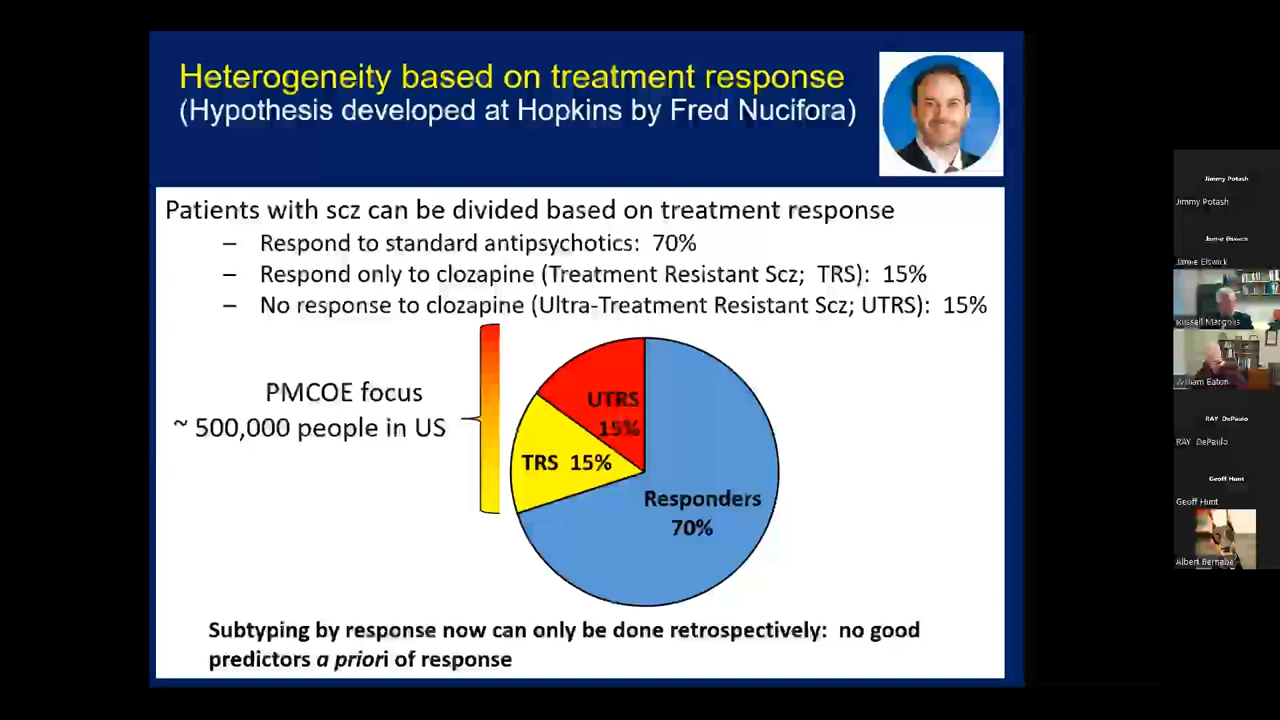 Heterogeneity based on treatment response
(Hypothesis developed at Hopkins by Fred Nucifora)
Patients with scz can be divided based on treatment response
– Respond to standard antipsychotics: 70%
– Respond only to clozapine (Treatment Resistant Scz; TRS): 15%
– No response to clozapine (Ultra-Treatment Resistant Scz; UTRS): 15%
PMCOE focus
~ 500,000 people in US
UTRS
15%
TRS 15%
Responders
70%
Subtyping by response now can only be done retrospectively: no good
predictors a priori of response
Jimmy Potash
Jimmy Potash
Jamie Elswick
Jamie Elswick
Russell Margolis
William Eaton
RAY DePaulo
RAY DePaulo
Geoff Hunt
Geoff Hunt
Albert Bernabe